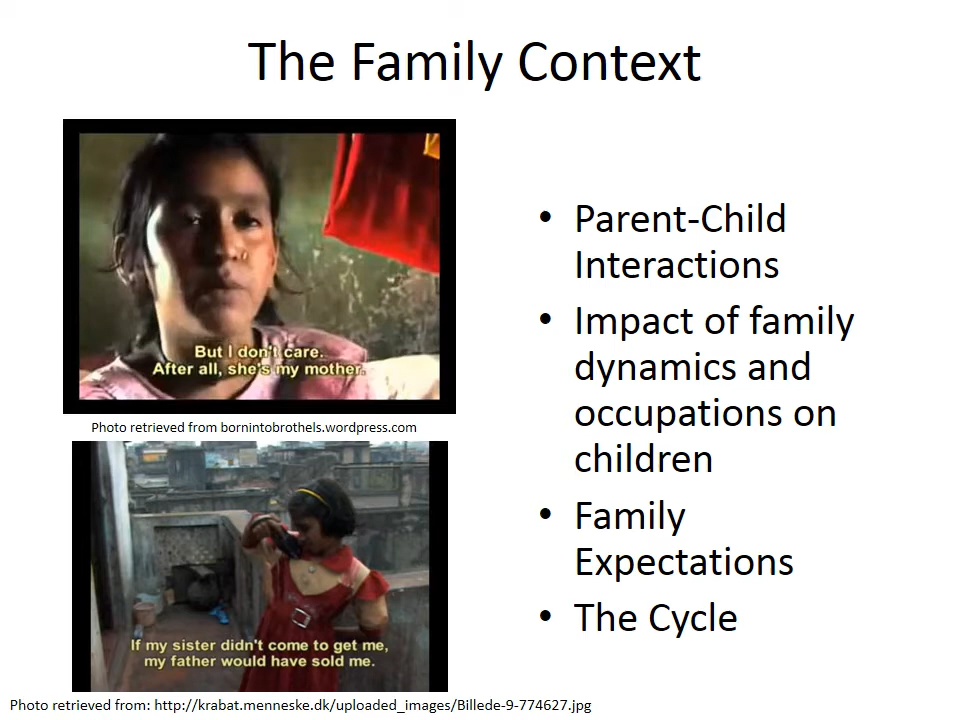 The Family Context
But I don't care.
After all, she's my mother.
Photo retrieved from bornintobrothels.wordpress.com
If my sister didn't come to get me,
my father would have sold me.
Photo retrieved from: http://krabat.menneske.dk/uploaded_images/Billede-9-774627.jpg
• Parent-Child
Interactions
• Impact of family
dynamics and
occupations on
children
• Family
Expectations
• The Cycle